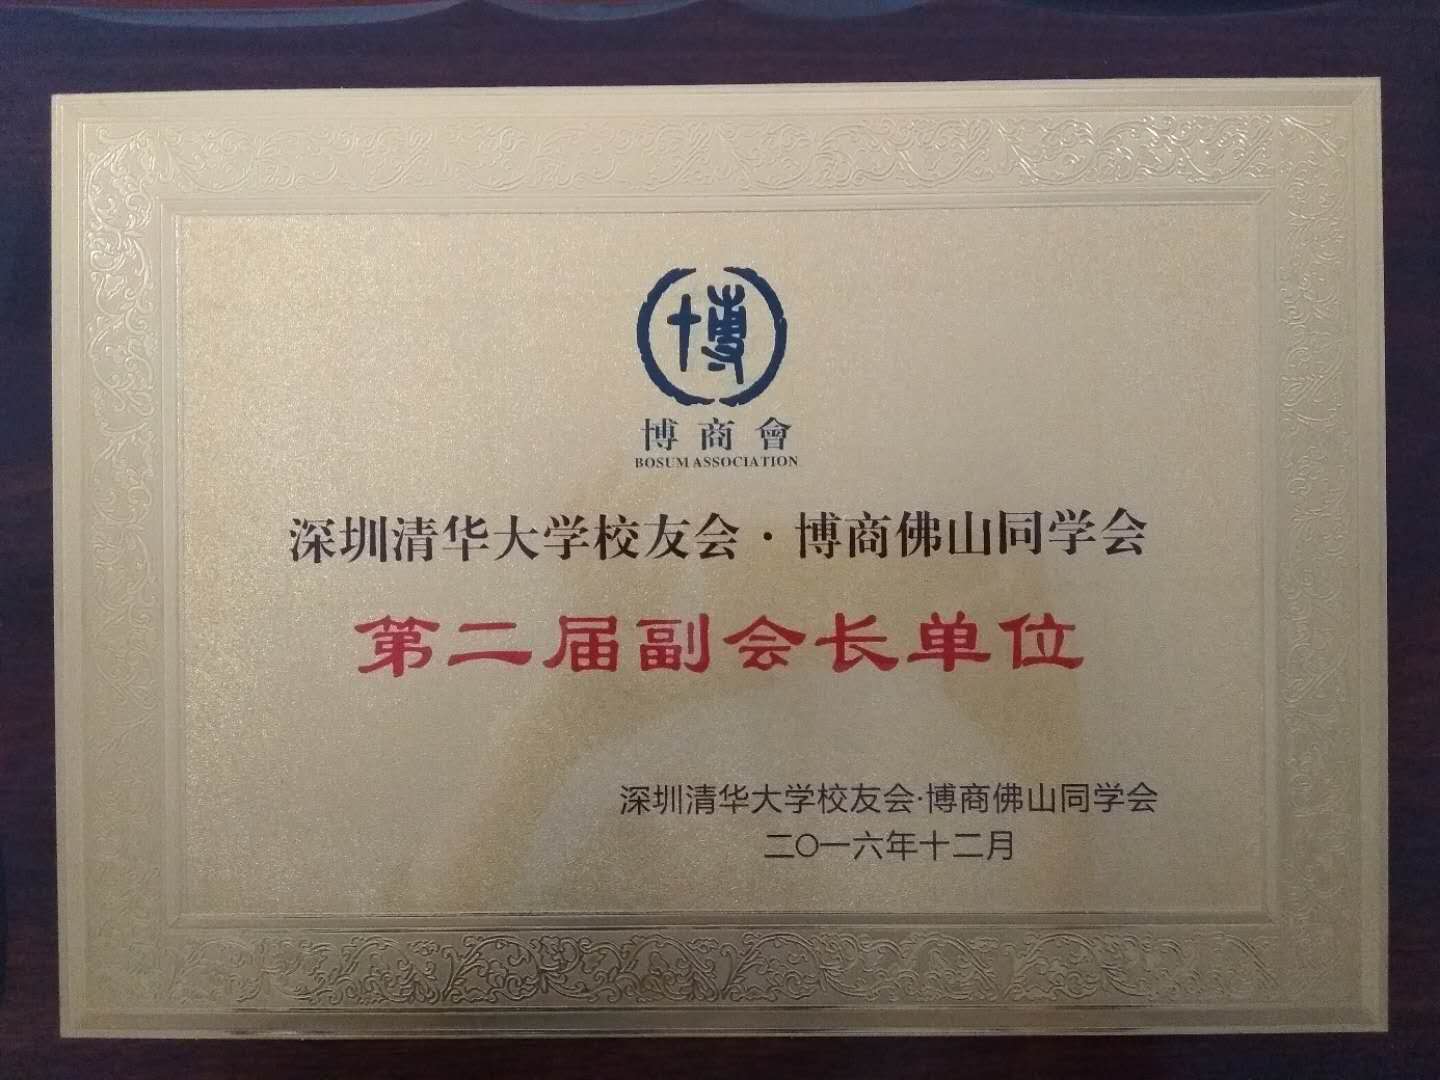 博
博商會
BOSUM ASSOCIATION
深圳清华大学校友会·博商佛山同学会
第二届副会长单位
深圳清华大学校友会·博商佛山同学会
二〇一六年十二月